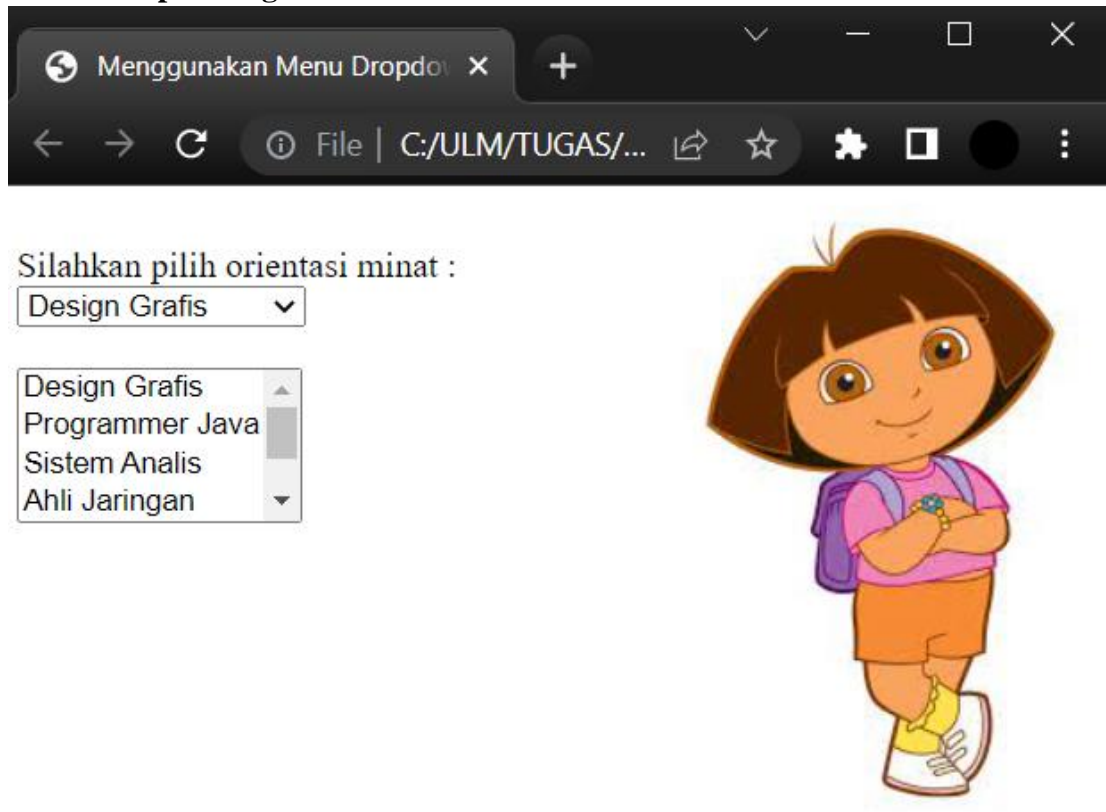 Menggunakan Menu Dropdo
File | C:/ULM/TUGAS/...
Silahkan pilih orientasi minat :
Design Grafis
Design Grafis
Programmer Java
Sistem Analis
Ahli Jaringan